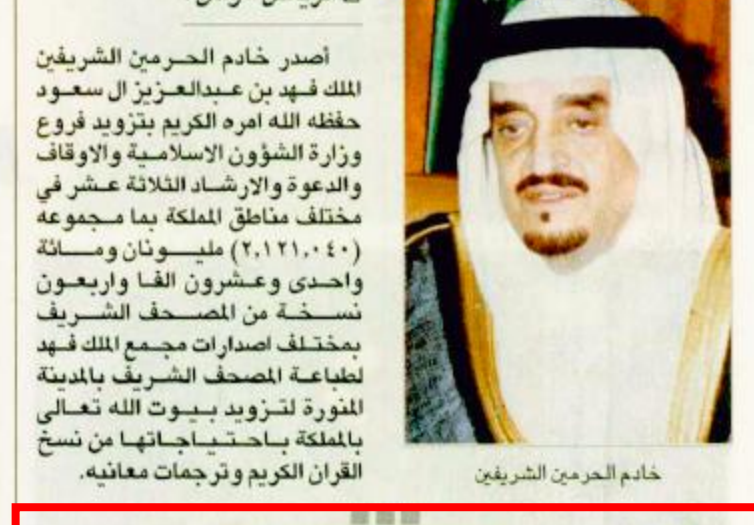 أصدر خادم الحرمين الشريفين
الملك فهد بن عبدالعزيز ال سعود
حفظه الله امره الكريم بتزويد فروع
وزارة الشؤون الاسلامية والاوقاف
والدعوة والارشاد الثلاثة عشر في
مختلف مناطق المملكة بما مجموعه
(٢,١٢١,٠٤٠) مليونان ومائة
واحدى وعشرون الفا واربعون
نسخة من المصحف الشريف
بمختلف اصدارات مجمع الملك فهد
لطباعة المصحف الشريف بالمدينة
المنورة لتزويد بيوت الله تعالى
بالمملكة باحتياجاتها من نسخ
القران الكريم وترجمات معانيه.
خادم الحرمين الشريفين